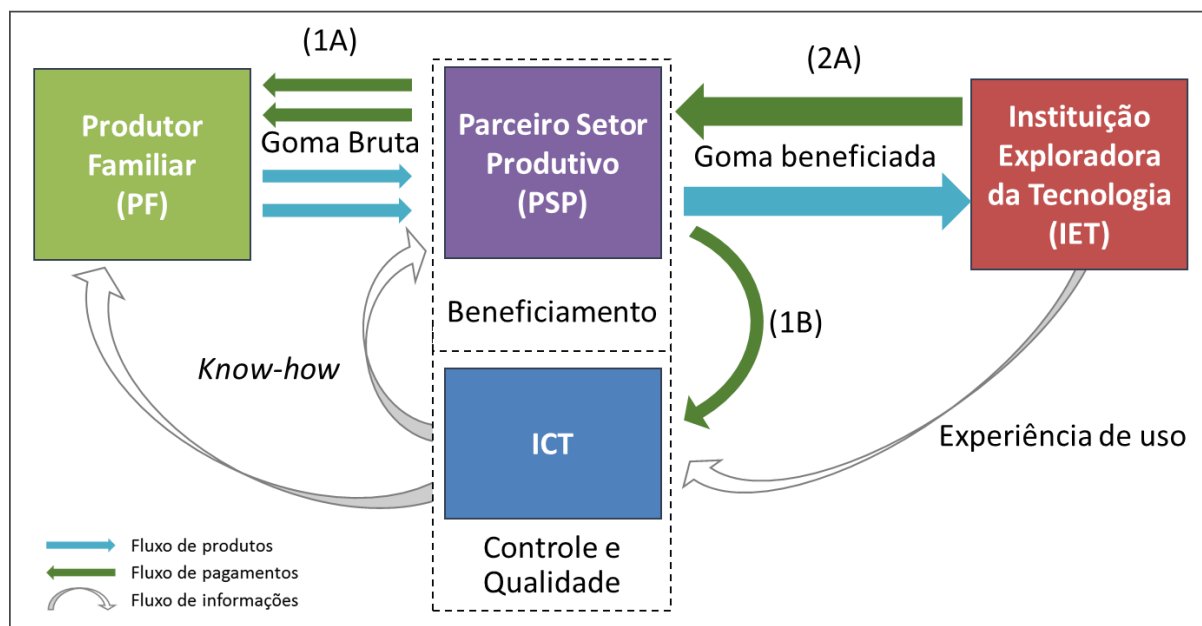 (1A)
(2A)
Produtor
Familiar
(PF)
Goma Bruta
Parceiro Setor
Produtivo
(PSP)
Goma beneficiada
Instituição
Exploradora
da Tecnologia
(IET)
Beneficiamento
(1B)
Know-how
ICT
Experiência de uso
Controle e
Qualidade
Fluxo de produtos
Fluxo de pagamentos
Fluxo de informações